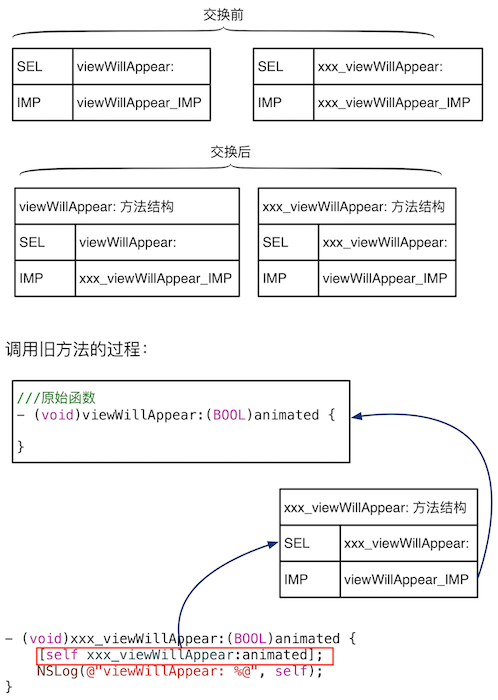 交换前
SEL viewWillAppear: SEL xxx_viewWillAppear:
IMP viewWillAppear_IMP IMP xxx_viewWillAppear_IMP
交换后
viewWillAppear: 方法结构 xxx_viewWillAppear: 方法结构
SEL viewWillAppear: SEL xxx_viewWillAppear:
IMP xxx_viewWillAppear_IMP IMP viewWillAppear_IMP
调用旧方法的过程：
///原始函数
- (void)viewWillAppear:(BOOL)animated {
}
xxx_viewWillAppear: 方法结构
SEL xxx_viewWillAppear:
IMP viewWillAppear_IMP
- (void)xxx_viewWillAppear:(BOOL)animated {
[self xxx_viewWillAppear:animated];
NSLog(@"viewWillAppear: %@", self);
}